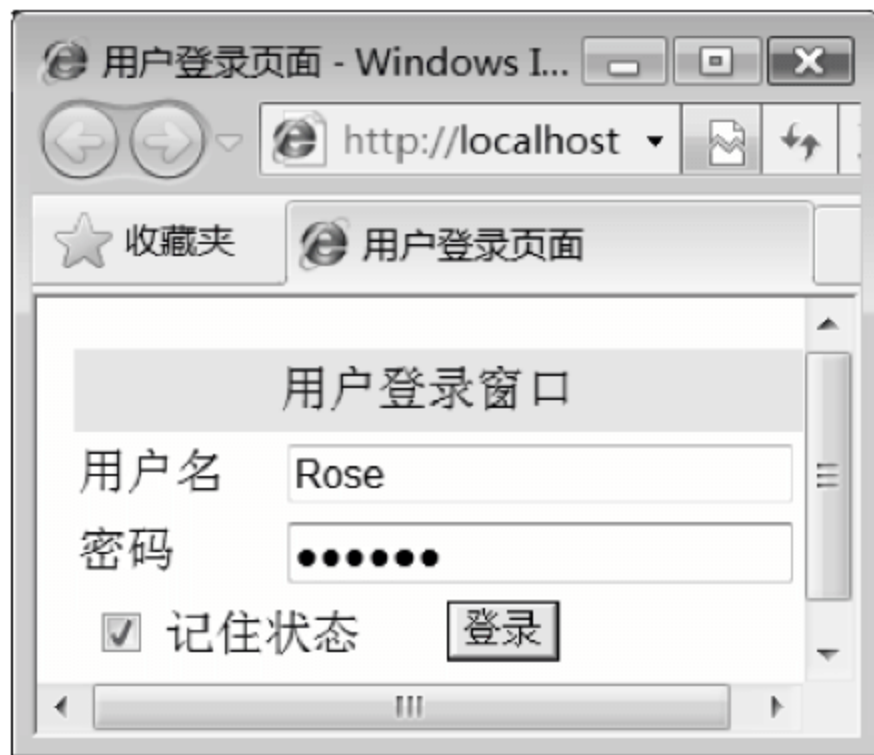 用户登录页面 - Windows I...
http://localhost
收藏夹
用户登录页面
用户登录窗口
用户名 Rose
密码 ●●●●●●
记住状态 登录